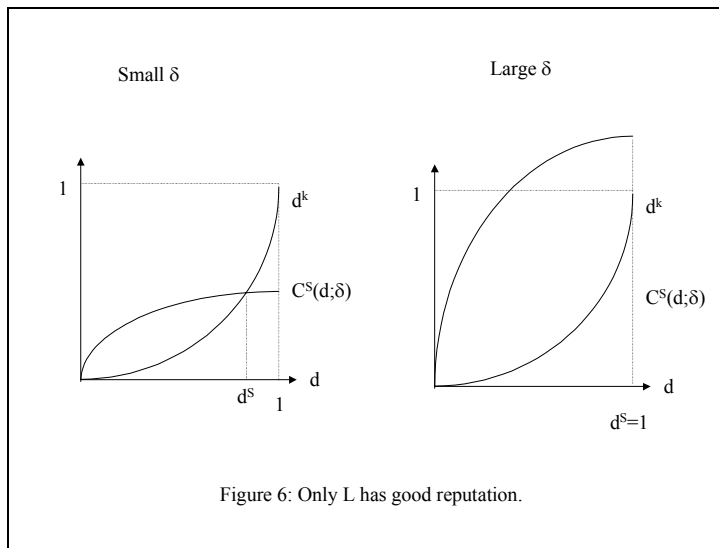 Small δ
Large δ
1
d^k
C^S(d;δ)
d
d^S
1
1
d^k
C^S(d;δ)
d
d^S=1
Figure 6: Only L has good reputation.